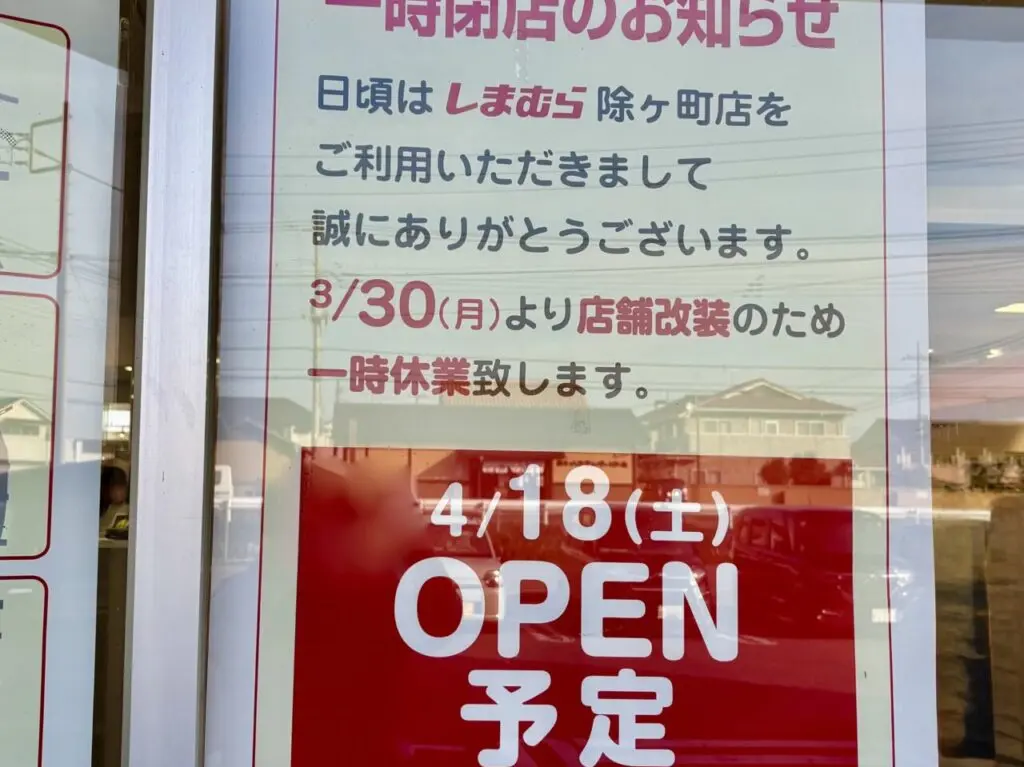 一時閉店のお知らせ
日頃は しまむら 除ヶ町店を
ご利用いただきまして
誠にありがとうございます。
3/30(月)より店舗改装のため
一時休業致します。
4/18(土)
OPEN
予定